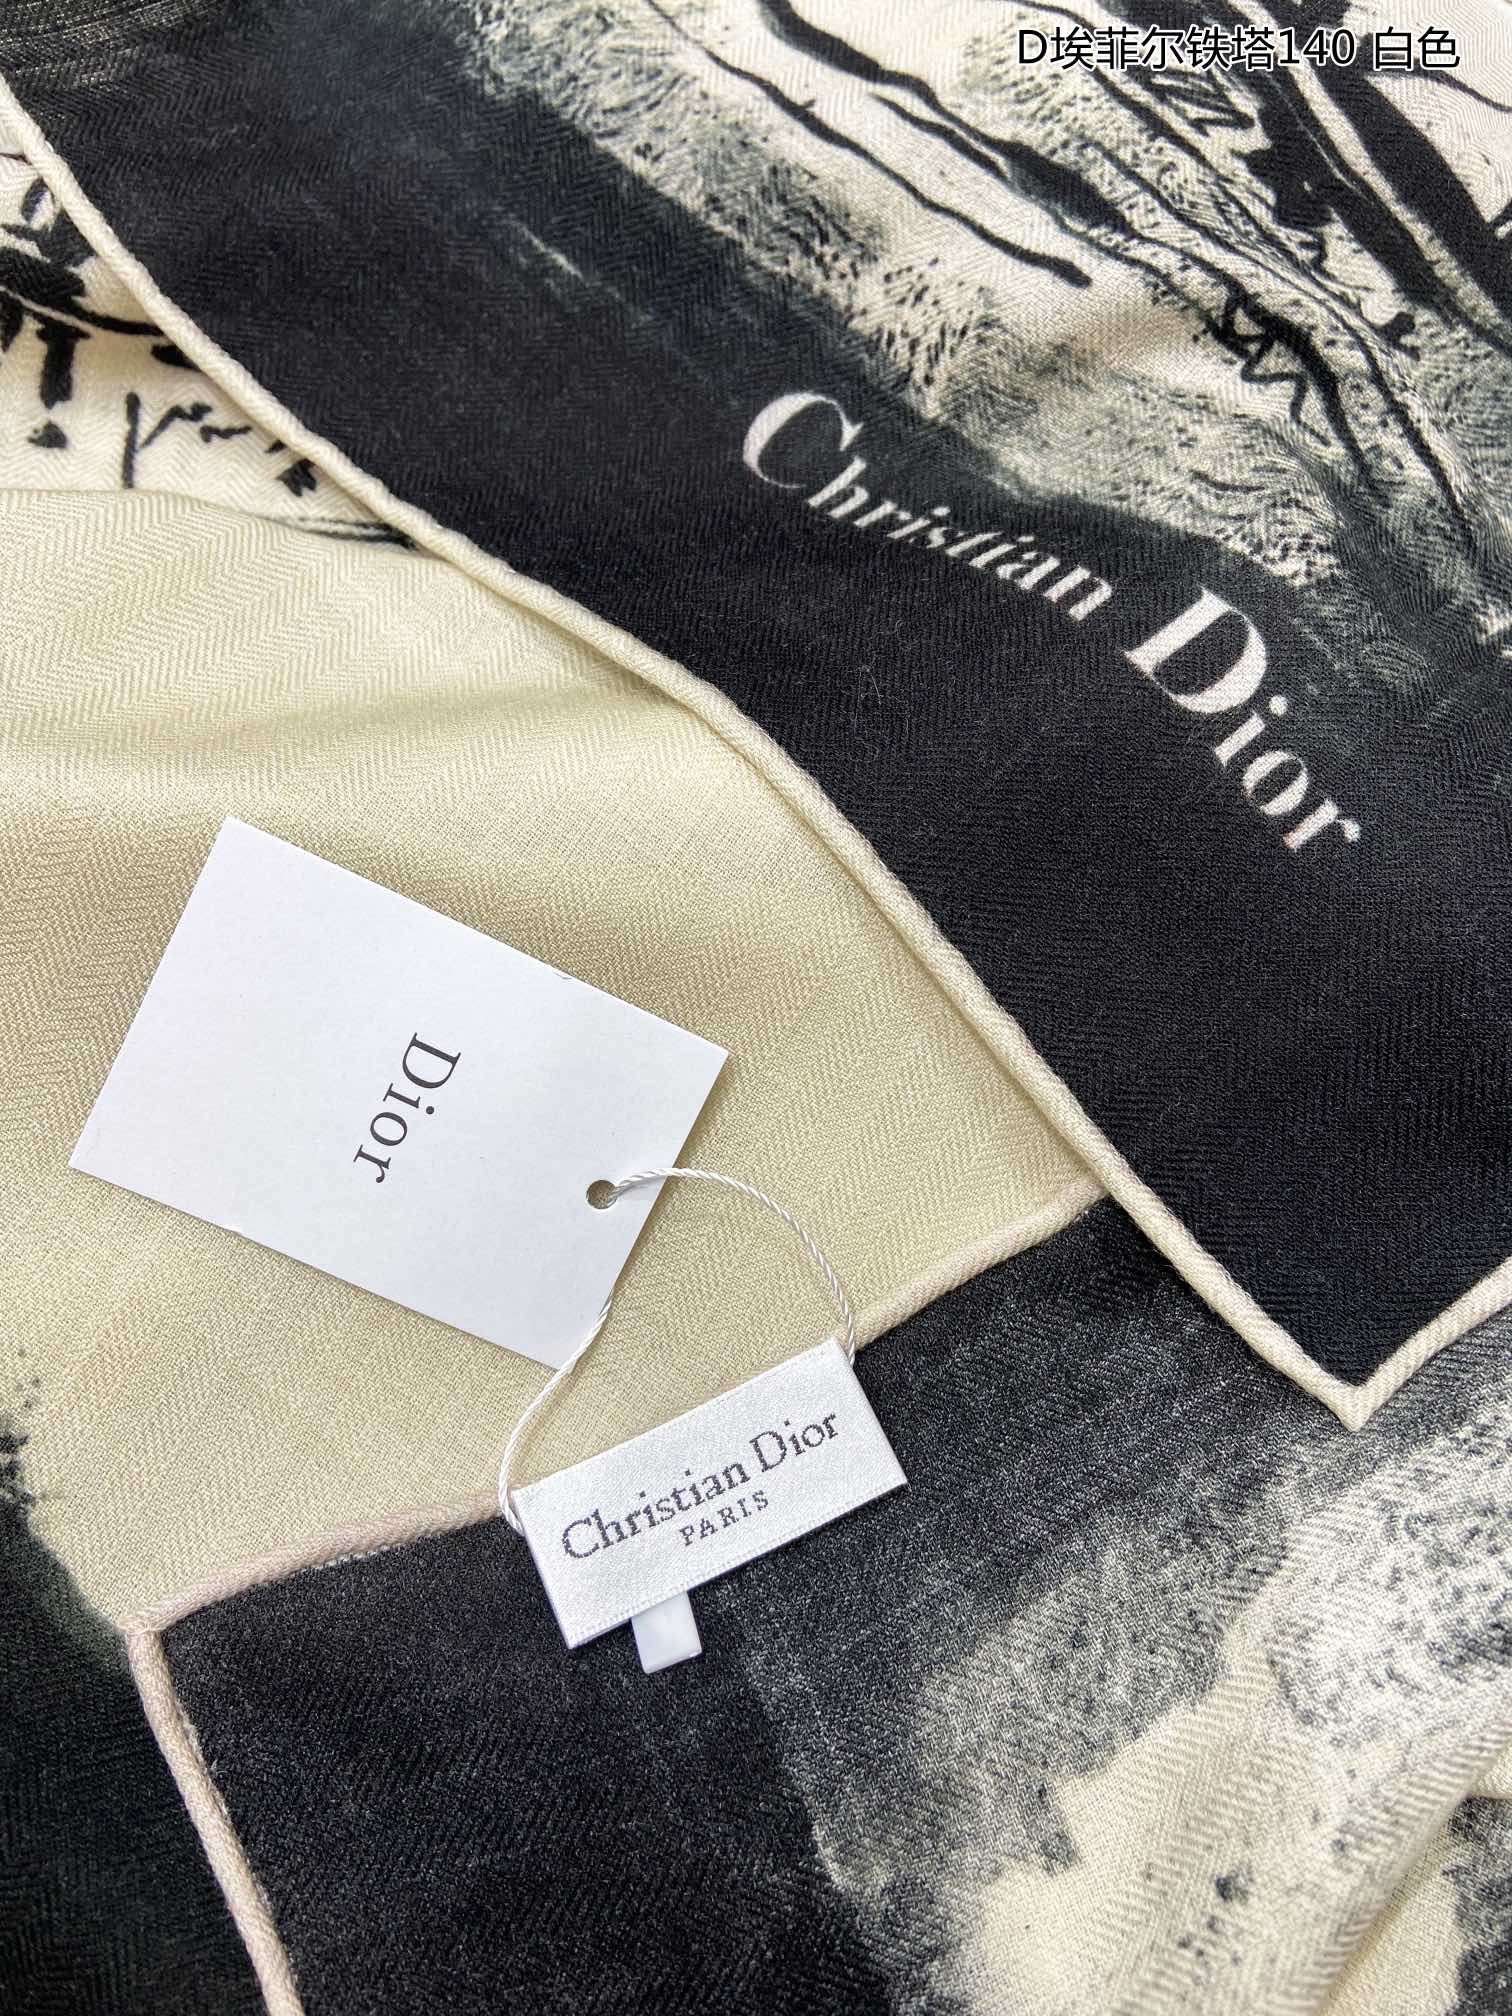 D埃菲尔铁塔140 白色
Christian Dior
Dior
Christian Dior
PARIS